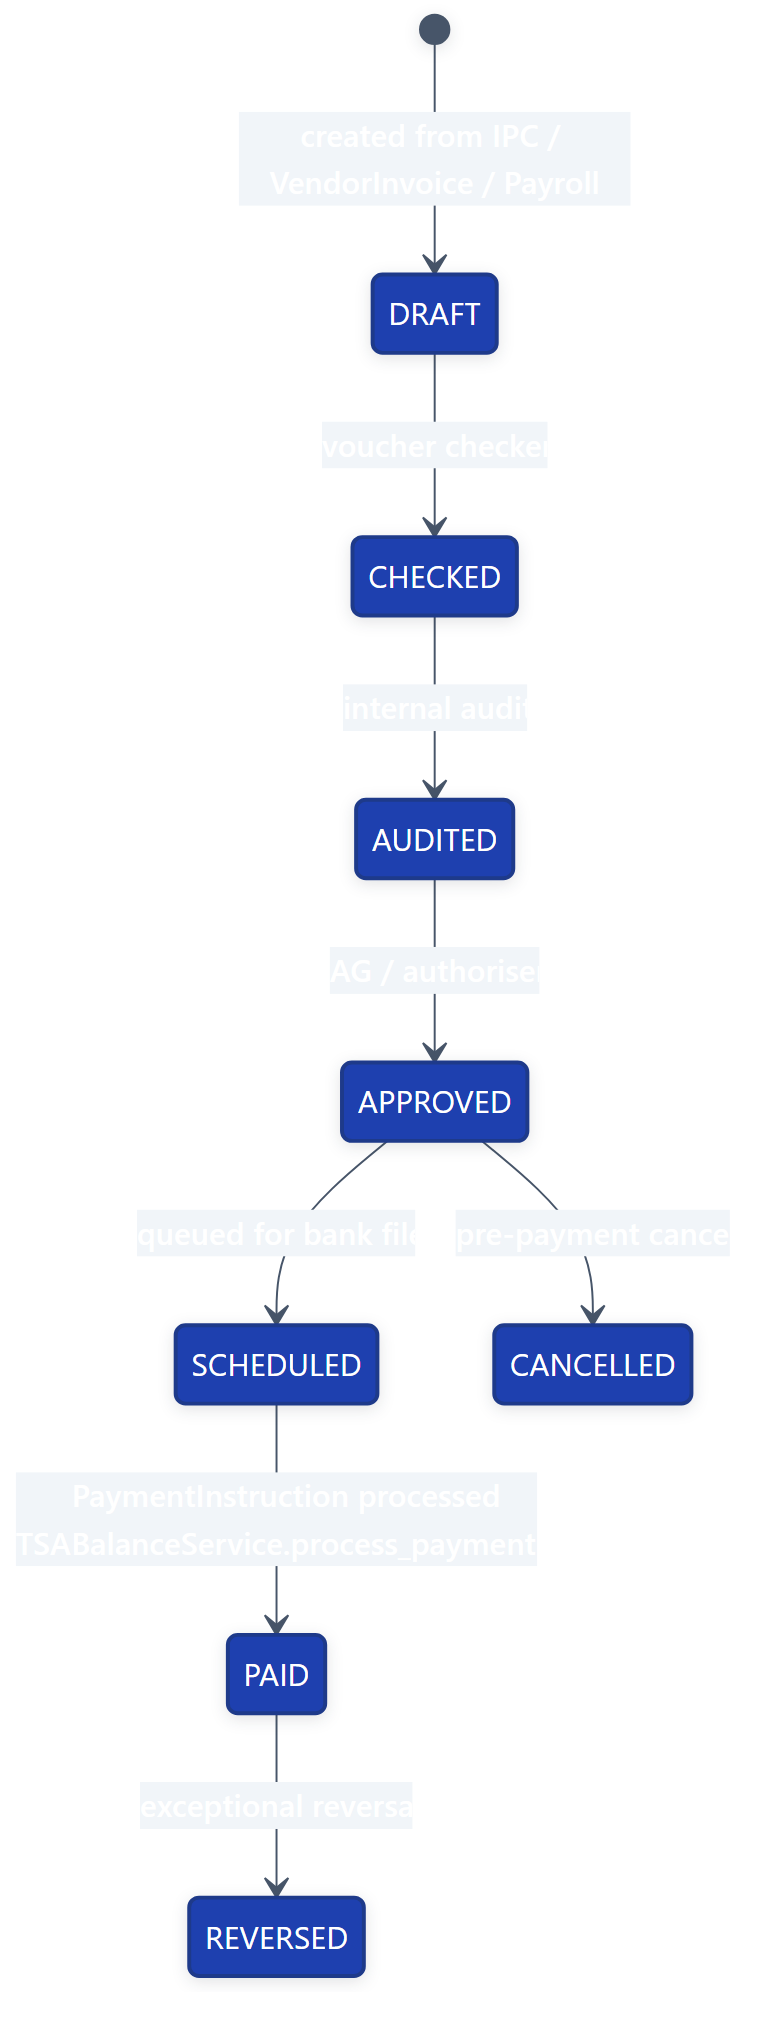 created from IPC /
VendorInvoice / Payroll
DRAFT
voucher checker
CHECKED
internal audit
AUDITED
AG / authoriser
APPROVED
queued for bank file
pre-payment cance
SCHEDULED
CANCELLED
PaymentInstruction processed
TSABalanceService.process_payment
PAID
exceptional reversa
REVERSED